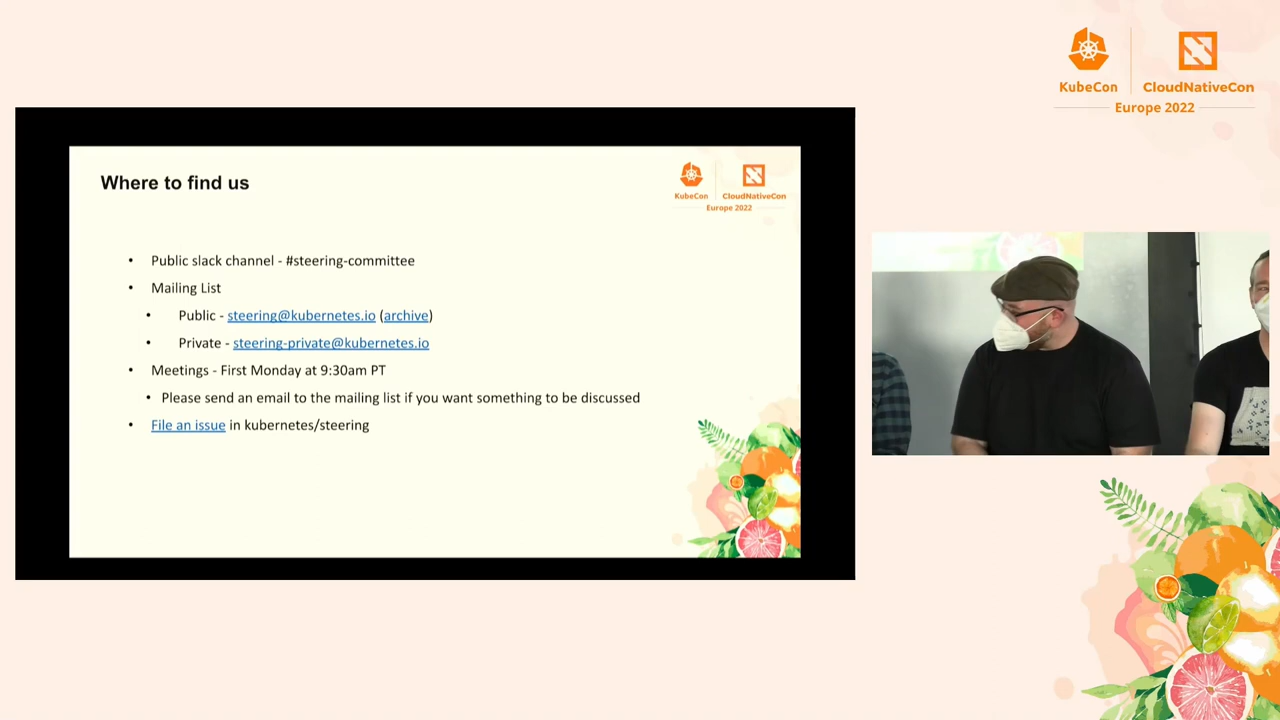 KubeCon
CloudNativeCon
Europe 2022
Where to find us
KubeCon
CloudNativeCon
Europe 2022
• Public slack channel - #steering-committee
• Mailing List
• Public - steering@kubernetes.io (archive)
• Private - steering-private@kubernetes.io
• Meetings - First Monday at 9:30am PT
• Please send an email to the mailing list if you want something to be discussed
• File an issue in kubernetes/steering